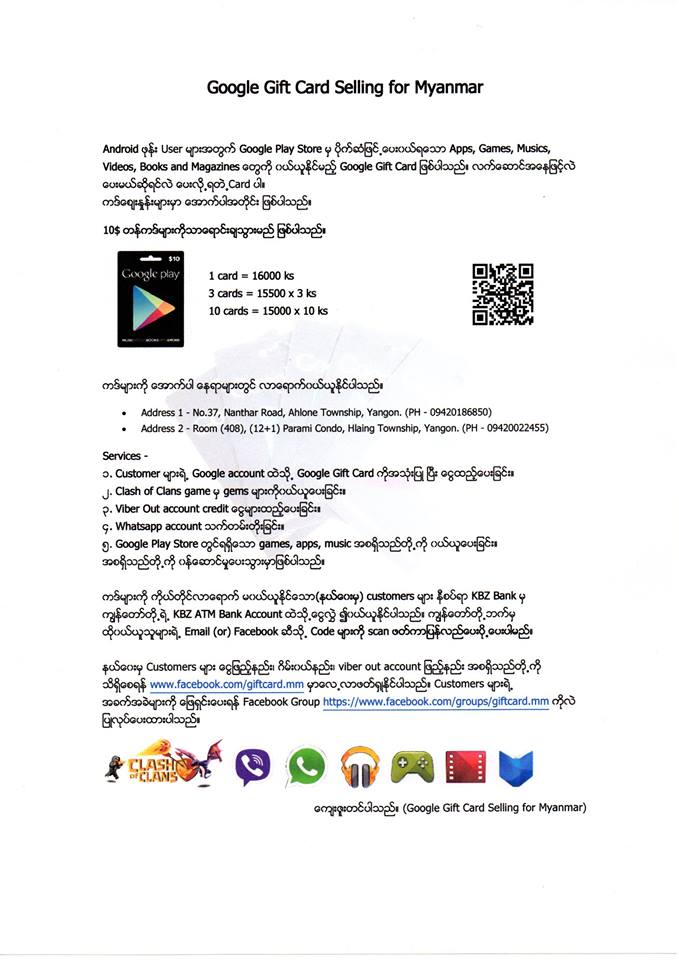 Google Gift Card Selling for Myanmar
Android ဖုန်း User များအတွက် Google Play Store မှ ပိုက်ဆံဖြင့်ပေးဝယ်ရသော Apps, Games, Musics,
Videos, Books and Magazines တွေကို ဝယ်ယူနိုင်မည့် Google Gift Card ဖြစ်ပါသည်။ လက်ဆောင်အနေဖြင့်လဲ
ပေးမယ်ဆိုရင်လဲ ပေးလို့ရတဲ့ Card ပါ။
ကဒ်ဈေးနှုန်းများမှာ အောက်ပါအတိုင်း ဖြစ်ပါသည်။
10$ တန်ကဒ်များကိုသာရောင်းချသွားမည် ဖြစ်ပါသည်။
$10
Google play
1 card = 16000 ks
3 cards = 15500 x 3 ks
10 cards = 15000 x 10 ks
ကဒ်များကို အောက်ပါ နေရာများတွင် လာရောက်ဝယ်ယူနိုင်ပါသည်။
• Address 1 - No.37, Nanthar Road, Ahlone Township, Yangon. (PH - 09420186850)
• Address 2 - Room (408), (12+1) Parami Condo, Hlaing Township, Yangon. (PH - 09420022455)
Services -
၁. Customer များရဲ့ Google account ထဲသို့ Google Gift Card ကိုအသုံးပြု ပြီး ငွေထည့်ပေးခြင်း။
၂. Clash of Clans game မှ gems များကိုဝယ်ယူပေးခြင်း။
၃. Viber Out account credit ငွေများထည့်ပေးခြင်း။
၄. Whatsapp account သက်တမ်းတိုးခြင်း။
၅. Google Play Store တွင်ရရှိသော games, apps, music အစရှိသည်တို့ကို ဝယ်ယူပေးခြင်း။
အစရှိသည်တို့ကို ဝန်ဆောင်မှုပေးသွားမှာဖြစ်ပါသည်။
ကဒ်များကို ကိုယ်တိုင်လာရောက် မဝယ်ယူနိုင်သော(နယ်ဝေးမှ) customers များ နီးစပ်ရာ KBZ Bank မှ
ကျွန်တော်တို့ရဲ့ KBZ ATM Bank Account ထဲသို့ငွေလွှဲ ၍ဝယ်ယူနိုင်ပါသည်။ ကျွန်တော်တို့ဘက်မှ
ထိုဝယ်ယူသူများရဲ့ Email (or) Facebook ဆီသို့ Code များကို scan ဖတ်ကာပြန်လည်ပေးပို့ပေးပါမည်။
နယ်ဝေးမှ Customers များ ငွေဖြည့်နည်း၊ ဂိမ်းဝယ်နည်း၊ viber out account ဖြည့်နည်း အစရှိသည်တို့ကို
သိရှိစေရန် www.facebook.com/giftcard.mm မှာလေ့လာဖတ်ရှုနိုင်ပါသည်။ Customers များရဲ့
အခက်အခဲများကို ဖြေရှင်းပေးရန် Facebook Group https://www.facebook.com/groups/giftcard.mm ကိုလဲ
ပြုလုပ်ပေးထားပါသည်။
CLASH
OF CLANS
ကျေးဇူးတင်ပါသည်။ (Google Gift Card Selling for Myanmar)